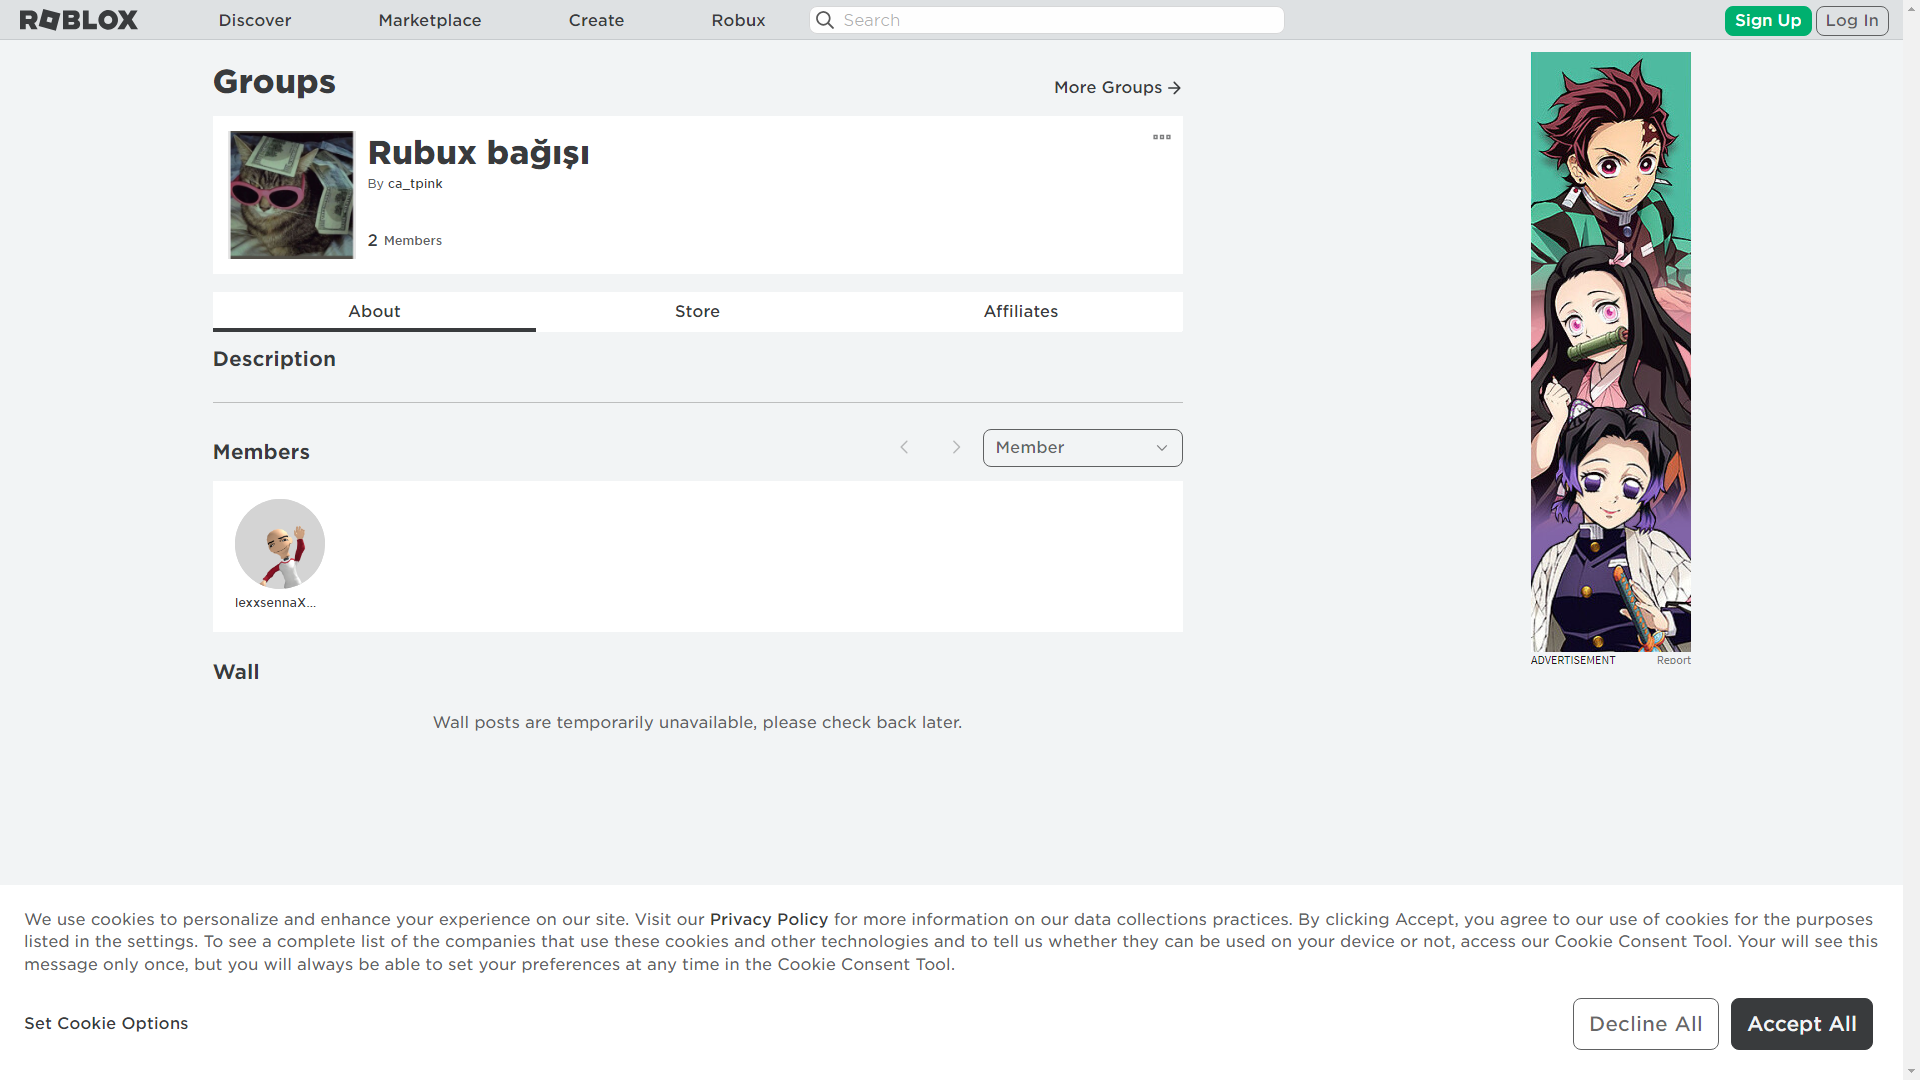 ROBLOX
Discover
Marketplace
Create
Robux
Search
Sign Up
Log In
Groups
More Groups
Rubux bağışı
By ca_tpink
2 Members
About
Store
Affiliates
Description
Members
Member
lexxsennaX...
Wall
Wall posts are temporarily unavailable, please check back later.
ADVERTISEMENT
Report
We use cookies to personalize and enhance your experience on our site. Visit our Privacy Policy for more information on our data collections practices. By clicking Accept, you agree to our use of cookies for the purposes
listed in the settings. To see a complete list of the companies that use these cookies and other technologies and to tell us whether they can be used on your device or not, access our Cookie Consent Tool. Your will see this
message only once, but you will always be able to set your preferences at any time in the Cookie Consent Tool.
Set Cookie Options
Decline All
Accept All